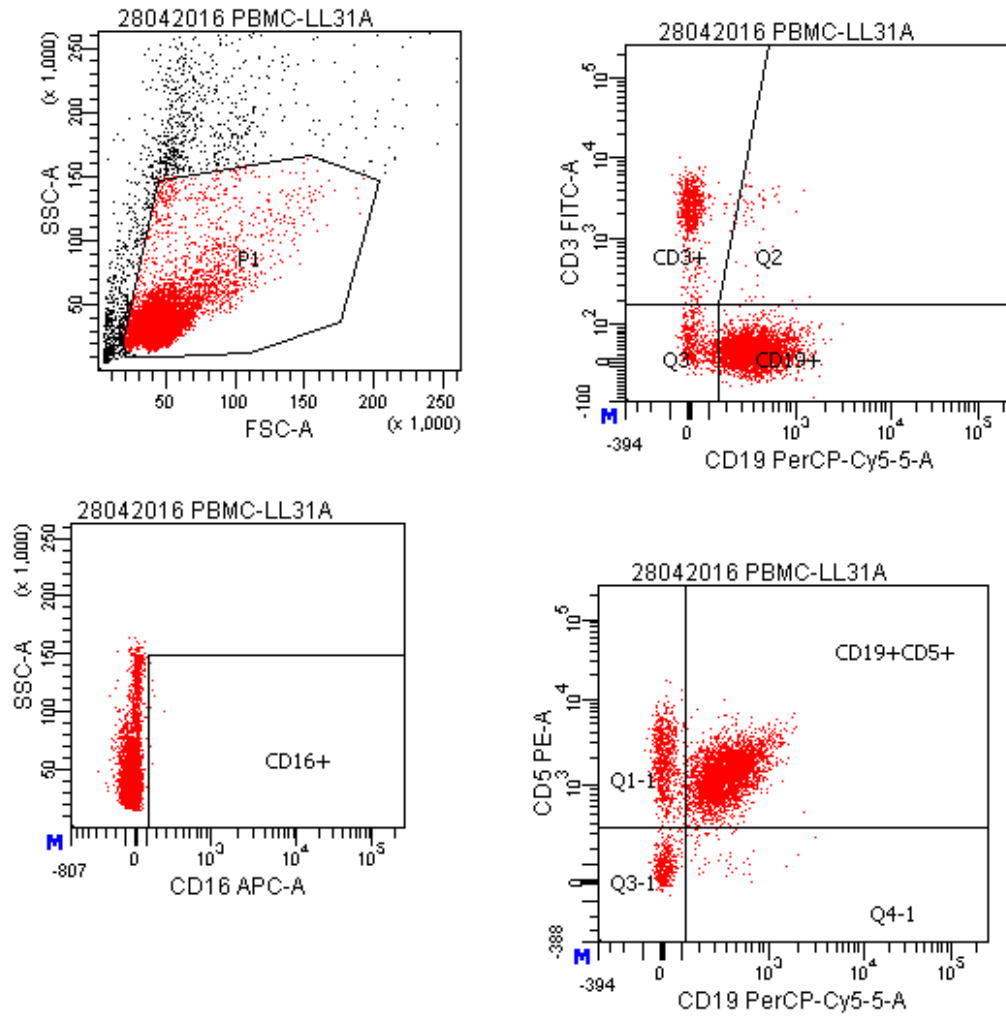 28042016 PBMC-LL31A
SSC-A
(x 1,000)
250
200
150
100
50
P1
50 100 150 200 250
FSC-A
(x 1,000)
28042016 PBMC-LL31A
CD3 FITC-A
10^5
10^4
10^3
10^2
0
-100
CD3+
Q2
Q3
CD19+
M
-394
0 10^3 10^4 10^5
CD19 PerCP-Cy5-5-A
28042016 PBMC-LL31A
SSC-A
(x 1,000)
250
200
150
100
50
CD16+
M
-807
0 10^3 10^4 10^5
CD16 APC-A
28042016 PBMC-LL31A
CD5 PE-A
10^5
10^4
10^3
0
-388
CD19+CD5+
Q1-1
Q3-1
Q4-1
M
-394
0 10^3 10^4 10^5
CD19 PerCP-Cy5-5-A